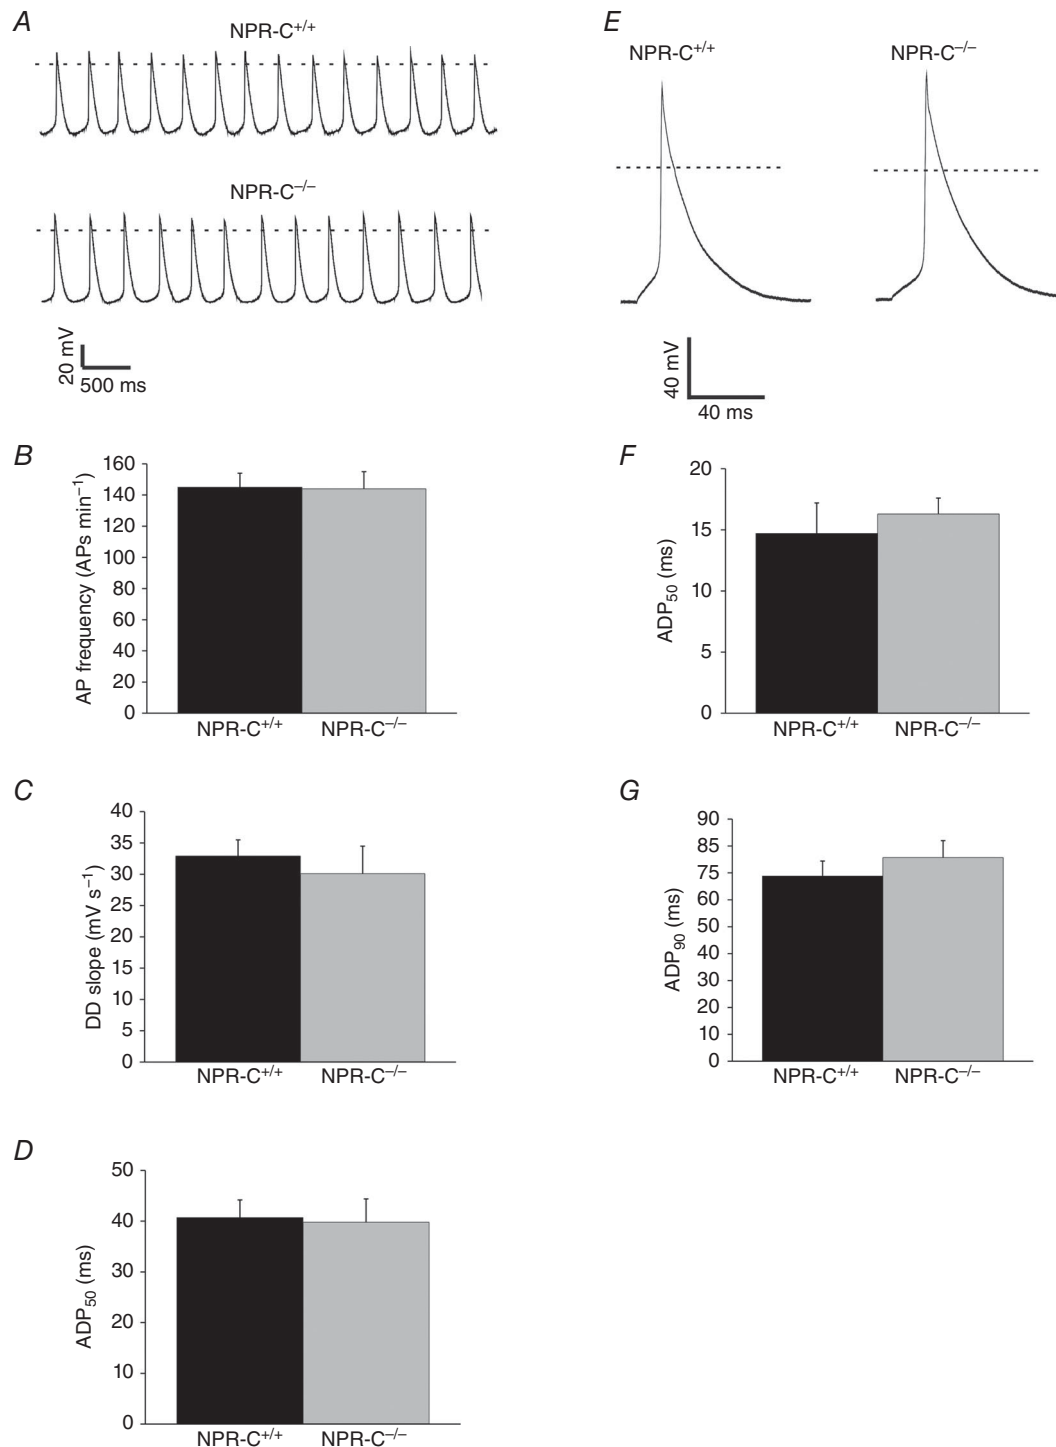 A
NPR-C+/+
NPR-C–/–
20 mV
500 ms
B
160
140
120
100
80
60
40
20
0
AP frequency (APs min−1)
NPR-C+/+ NPR-C–/–
C
40
35
30
25
20
15
10
5
0
DD slope (mV s−1)
NPR-C+/+ NPR-C–/–
D
50
40
30
20
10
0
ADP50 (ms)
NPR-C+/+ NPR-C–/–
E
NPR-C+/+ NPR-C–/–
40 mV
40 ms
F
20
15
10
5
0
ADP50 (ms)
NPR-C+/+ NPR-C–/–
G
90
85
75
60
50
40
30
20
10
0
ADP90 (ms)
NPR-C+/+ NPR-C–/–